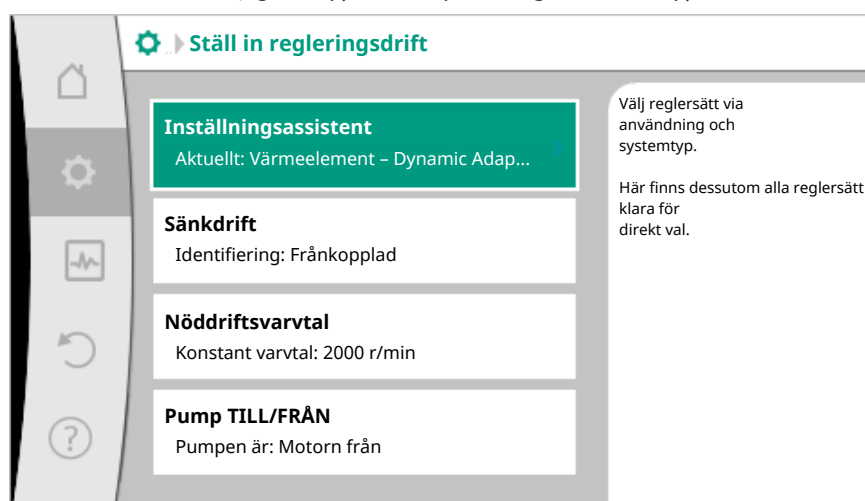 Ställ in regleringsdrift
Inställningsassistent
Aktuellt: Värmeelement – Dynamic Adap...
Sänkdrift
Identifiering: Frånkopplad
Nöddriftsvarvtal
Konstant varvtal: 2000 r/min
Pump TILL/FRÅN
Pumpen är: Motorn från
Välj reglersätt via
användning och
systemtyp.
Här finns dessutom alla reglersätt
klara för
direkt val.
?